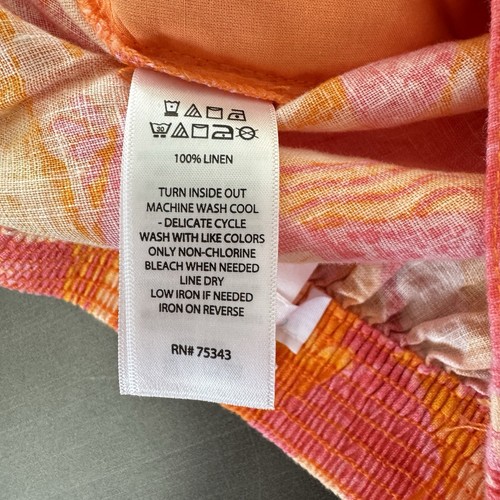 30
100% LINEN
TURN INSIDE OUT
MACHINE WASH COOL
- DELICATE CYCLE
WASH WITH LIKE COLORS
ONLY NON-CHLORINE
BLEACH WHEN NEEDED
LINE DRY
LOW IRON IF NEEDED
IRON ON REVERSE
RN# 75343